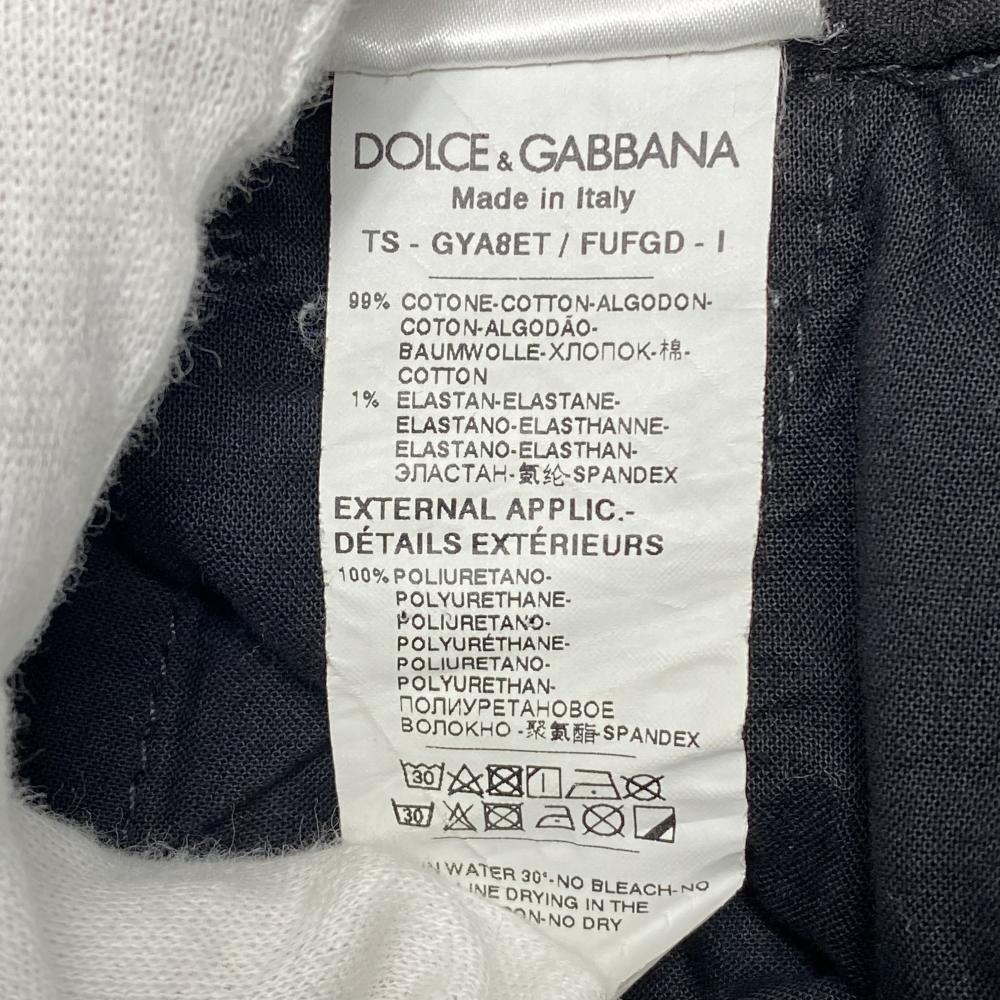 DOLCE & GABBANA
Made in Italy
TS - GYA8ET / FUFGD - I
99% COTONE-COTTON-ALGODON-
COTON-ALGODÃO-
BAUMWOLLE-ХЛОПОК-棉-
COTTON
1% ELASTAN-ELASTANE-
ELASTANO-ELASTHANNE-
ELASTANO-ELASTHAN-
ЭЛАСТАН-氨纶-SPANDEX
EXTERNAL APPLIC.-
DÉTAILS EXTÉRIEURS
100% POLIURETANO-
POLYURETHANE-
POLIURETANO-
POLYURÉTHANE-
POLIURETANO-
POLYURETHAN-
ПОЛИУРЕТАНОВОЕ
ВОЛОКНО-聚氨酯-SPANDEX
30
30
WATER 30°-NO BLEACH-NO
DRYING IN THE
-NO DRY